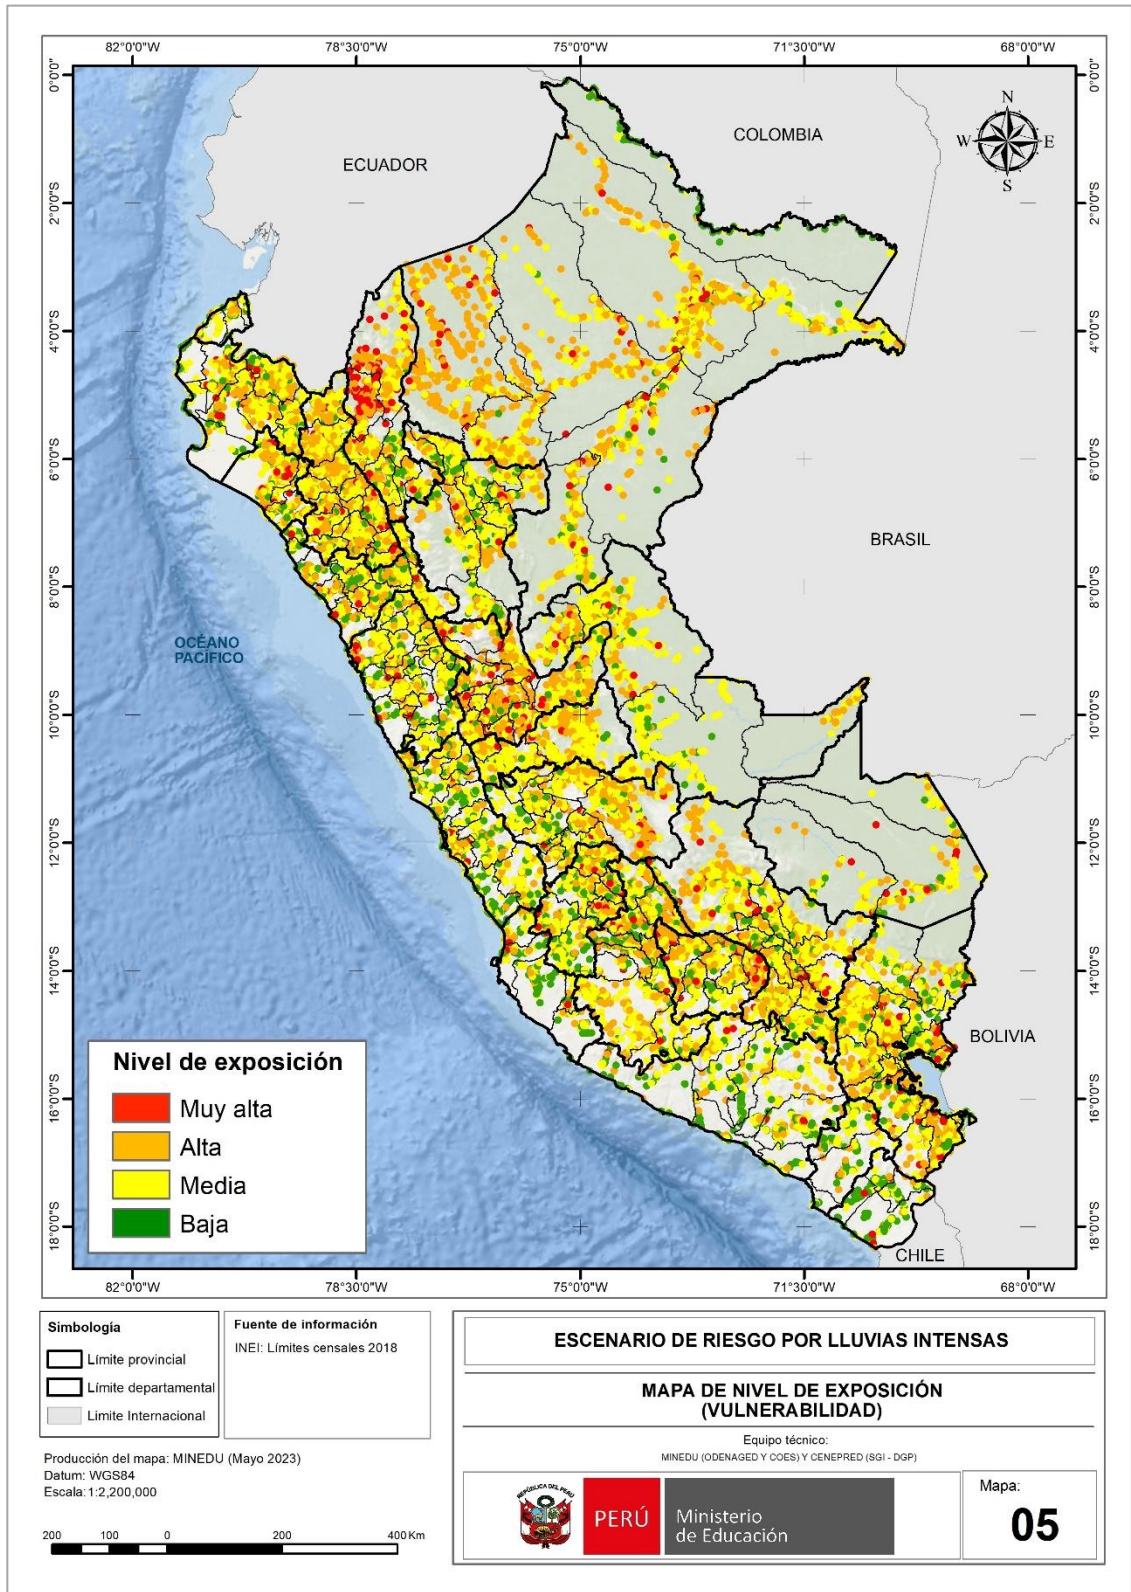 82°0'0"W
78°30'0"W
75°0'0"W
71°30'0"W
68°0'0"W
0°0'0"
2°0'0"S
4°0'0"S
6°0'0"S
8°0'0"S
10°0'0"S
12°0'0"S
14°0'0"S
16°0'0"S
18°0'0"S
0°0'0"
2°0'0"S
4°0'0"S
6°0'0"S
8°0'0"S
10°0'0"S
12°0'0"S
14°0'0"S
16°0'0"S
18°0'0"S
N
W
E
S
COLOMBIA
ECUADOR
BRASIL
OCÉANO
PACÍFICO
BOLIVIA
CHILE
Nivel de exposición
Muy alta
Alta
Media
Baja
82°0'0"W
78°30'0"W
75°0'0"W
71°30'0"W
68°0'0"W
Simbología
Límite provincial
Límite departamental
Limite Internacional
Fuente de información
INEI: Límites censales 2018
Producción del mapa: MINEDU (Mayo 2023)
Datum: WGS84
Escala: 1:2,200,000
200 100 0 200 400 Km
ESCENARIO DE RIESGO POR LLUVIAS INTENSAS
MAPA DE NIVEL DE EXPOSICIÓN
(VULNERABILIDAD)
Equipo técnico:
MINEDU (ODENAGED Y COES) Y CENEPRED (SGI - DGP)
REPÚBLICA DEL PERÚ
PERÚ
Ministerio
de Educación
Mapa:
05